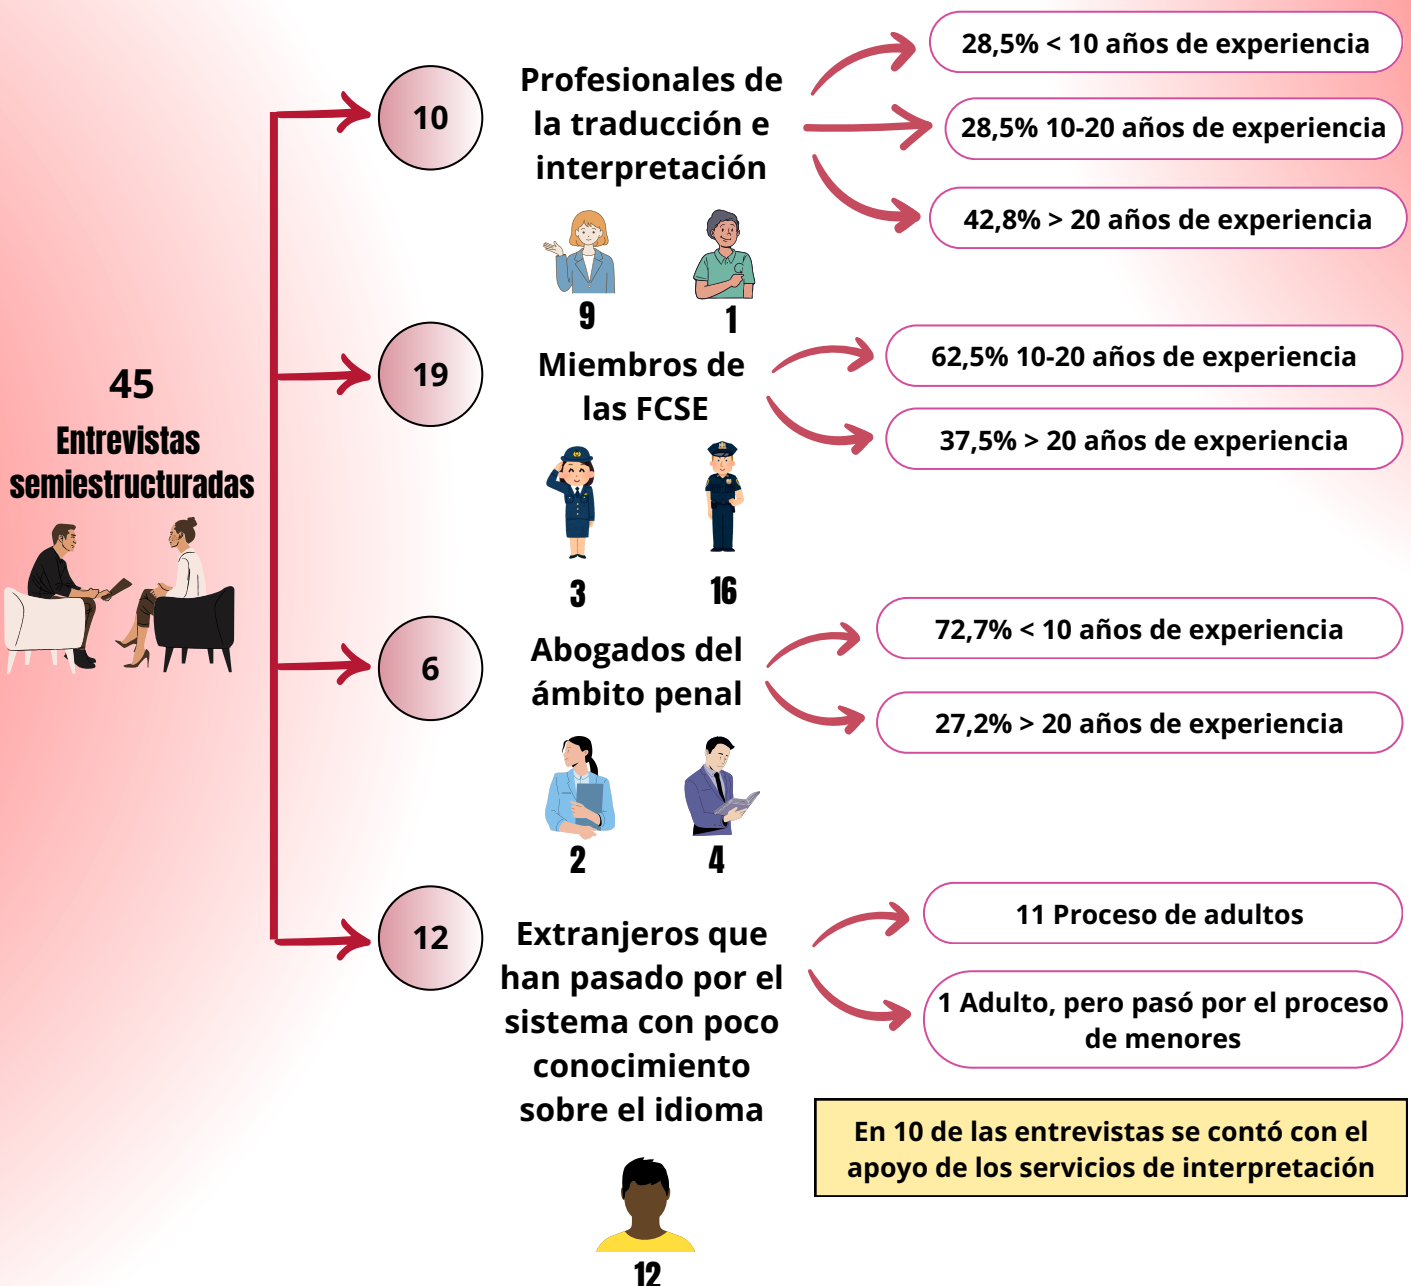 45
Entrevistas
semiestructuradas
10
Profesionales de
la traducción e
interpretación
9
1
28,5% < 10 años de experiencia
28,5% 10-20 años de experiencia
42,8% > 20 años de experiencia
19
Miembros de
las FCSE
3
16
62,5% 10-20 años de experiencia
37,5% > 20 años de experiencia
6
Abogados del
ámbito penal
2
4
72,7% < 10 años de experiencia
27,2% > 20 años de experiencia
12
Extranjeros que
han pasado por el
sistema con poco
conocimiento
sobre el idioma
12
11 Proceso de adultos
1 Adulto, pero pasó por el proceso
de menores
En 10 de las entrevistas se contó con el
apoyo de los servicios de interpretación